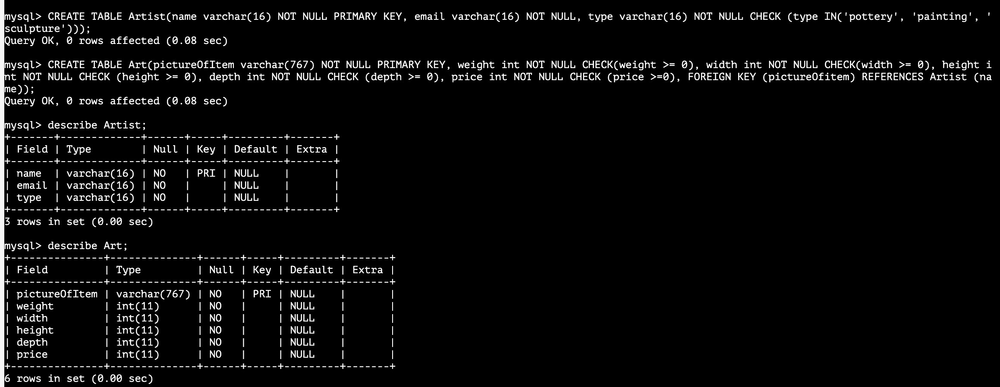 mysql> CREATE TABLE Artist(name varchar(16) NOT NULL PRIMARY KEY, email varchar(16) NOT NULL, type varchar(16) NOT NULL CHECK (type IN('pottery', 'painting', '
sculpture')));
Query OK, 0 rows affected (0.08 sec)

mysql> CREATE TABLE Art(pictureOfItem varchar(767) NOT NULL PRIMARY KEY, weight int NOT NULL CHECK(weight >= 0), width int NOT NULL CHECK(width >= 0), height i
nt NOT NULL CHECK (height >= 0), depth int NOT NULL CHECK (depth >= 0), price int NOT NULL CHECK (price >=0), FOREIGN KEY (pictureOfitem) REFERENCES Artist (na
me));
Query OK, 0 rows affected (0.08 sec)

mysql> describe Artist;
+-------+-------------+------+-----+---------+-------+
| Field | Type        | Null | Key | Default | Extra |
+-------+-------------+------+-----+---------+-------+
| name  | varchar(16) | NO   | PRI | NULL    |       |
| email | varchar(16) | NO   |     | NULL    |       |
| type  | varchar(16) | NO   |     | NULL    |       |
+-------+-------------+------+-----+---------+-------+
3 rows in set (0.00 sec)

mysql> describe Art;
+---------------+--------------+------+-----+---------+-------+
| Field         | Type         | Null | Key | Default | Extra |
+---------------+--------------+------+-----+---------+-------+
| pictureOfItem | varchar(767) | NO   | PRI | NULL    |       |
| weight        | int(11)      | NO   |     | NULL    |       |
| width         | int(11)      | NO   |     | NULL    |       |
| height        | int(11)      | NO   |     | NULL    |       |
| depth         | int(11)      | NO   |     | NULL    |       |
| price         | int(11)      | NO   |     | NULL    |       |
+---------------+--------------+------+-----+---------+-------+
6 rows in set (0.00 sec)